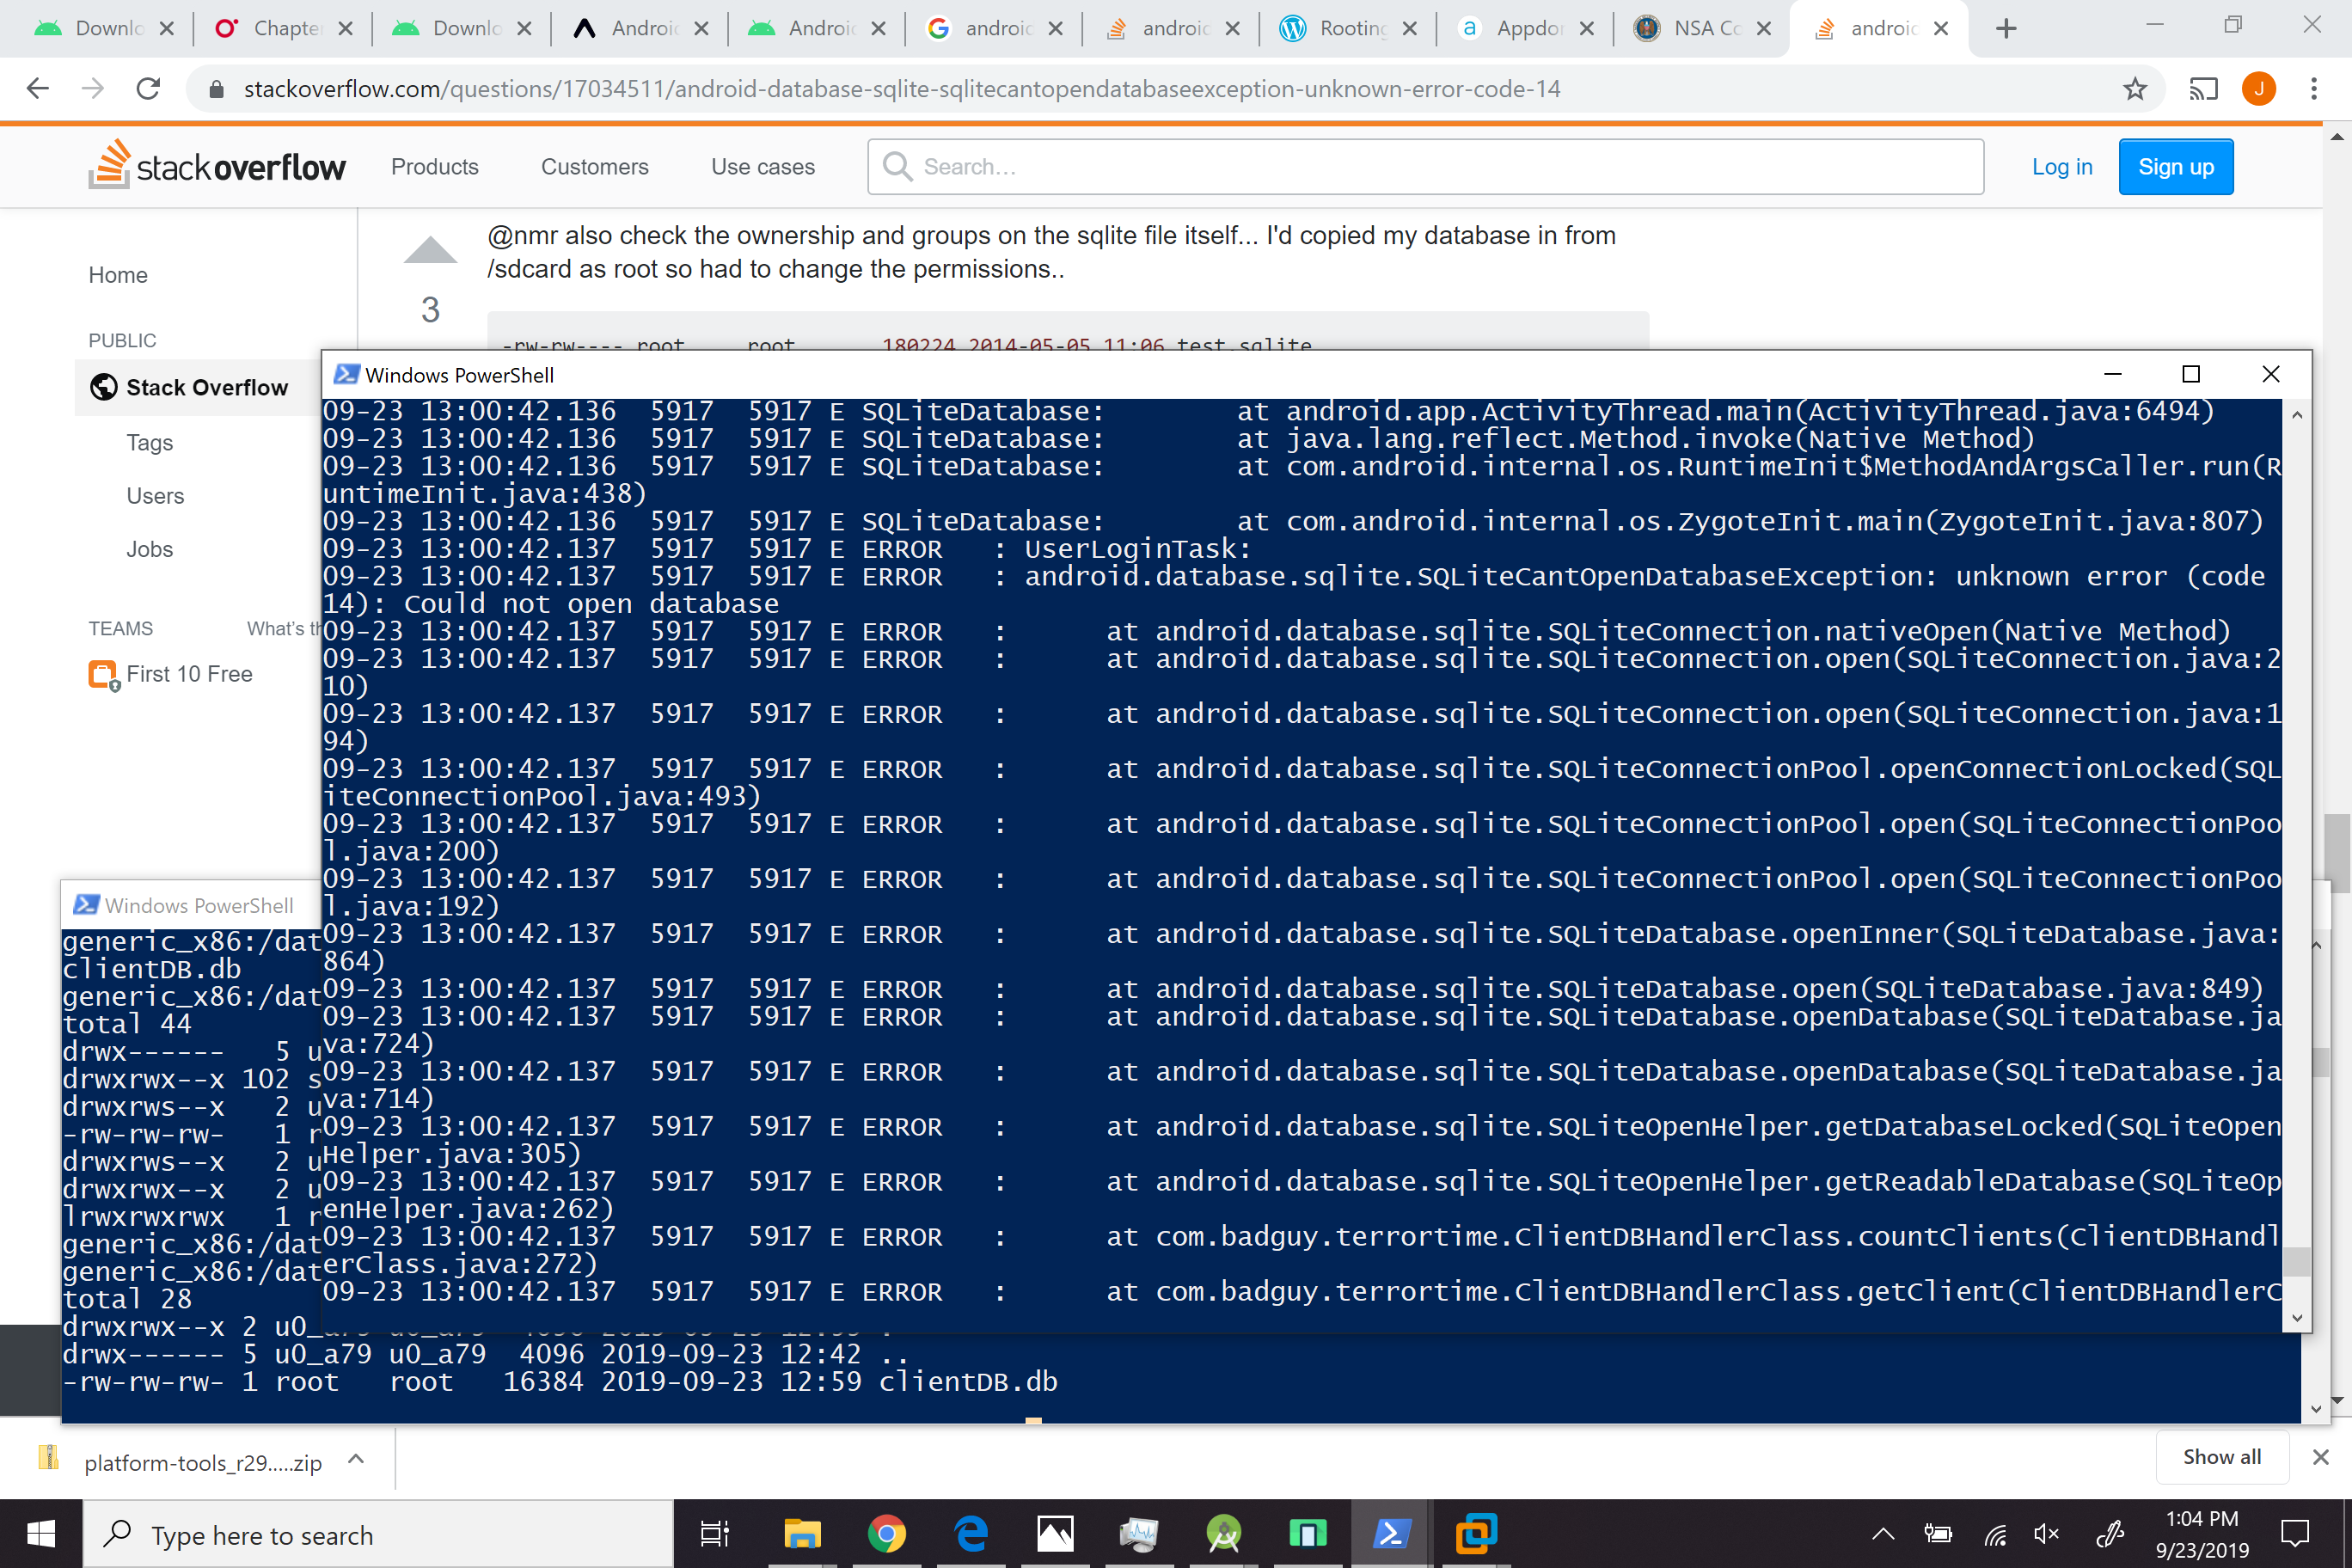 Downlo
Chapte
Downlo
Androi
Androi
androi
androi
Rooting
Appdo
NSA Co
androi
stackoverflow.com/questions/17034511/android-database-sqlite-sqlitecantopendatabaseexception-unknown-error-code-14
J
stackoverflow
Products
Customers
Use cases
Search…
Log in
Sign up
Home
PUBLIC
Stack Overflow
Tags
Users
Jobs
TEAMS
What's th
First 10 Free
@nmr also check the ownership and groups on the sqlite file itself... I'd copied my database in from
/sdcard as root so had to change the permissions..
3
-rw-rw---- root     root     180224 2014-05-05 11:06 test.sqlite
Windows PowerShell
09-23 13:00:42.136  5917  5917 E SQLiteDatabase:        at android.app.ActivityThread.main(ActivityThread.java:6494)
09-23 13:00:42.136  5917  5917 E SQLiteDatabase:        at java.lang.reflect.Method.invoke(Native Method)
09-23 13:00:42.136  5917  5917 E SQLiteDatabase:        at com.android.internal.os.RuntimeInit$MethodAndArgsCaller.run(R
untimeInit.java:438)
09-23 13:00:42.136  5917  5917 E SQLiteDatabase:        at com.android.internal.os.ZygoteInit.main(ZygoteInit.java:807)
09-23 13:00:42.137  5917  5917 E ERROR   : UserLoginTask:
09-23 13:00:42.137  5917  5917 E ERROR   : android.database.sqlite.SQLiteCantOpenDatabaseException: unknown error (code
14): Could not open database
09-23 13:00:42.137  5917  5917 E ERROR   :      at android.database.sqlite.SQLiteConnection.nativeOpen(Native Method)
09-23 13:00:42.137  5917  5917 E ERROR   :      at android.database.sqlite.SQLiteConnection.open(SQLiteConnection.java:2
10)
09-23 13:00:42.137  5917  5917 E ERROR   :      at android.database.sqlite.SQLiteConnection.open(SQLiteConnection.java:1
94)
09-23 13:00:42.137  5917  5917 E ERROR   :      at android.database.sqlite.SQLiteConnectionPool.openConnectionLocked(SQL
iteConnectionPool.java:493)
09-23 13:00:42.137  5917  5917 E ERROR   :      at android.database.sqlite.SQLiteConnectionPool.open(SQLiteConnectionPoo
l.java:200)
09-23 13:00:42.137  5917  5917 E ERROR   :      at android.database.sqlite.SQLiteConnectionPool.open(SQLiteConnectionPoo
l.java:192)
09-23 13:00:42.137  5917  5917 E ERROR   :      at android.database.sqlite.SQLiteDatabase.openInner(SQLiteDatabase.java:
864)
09-23 13:00:42.137  5917  5917 E ERROR   :      at android.database.sqlite.SQLiteDatabase.open(SQLiteDatabase.java:849)
09-23 13:00:42.137  5917  5917 E ERROR   :      at android.database.sqlite.SQLiteDatabase.openDatabase(SQLiteDatabase.ja
va:724)
09-23 13:00:42.137  5917  5917 E ERROR   :      at android.database.sqlite.SQLiteDatabase.openDatabase(SQLiteDatabase.ja
va:714)
09-23 13:00:42.137  5917  5917 E ERROR   :      at android.database.sqlite.SQLiteOpenHelper.getDatabaseLocked(SQLiteOpen
Helper.java:305)
09-23 13:00:42.137  5917  5917 E ERROR   :      at android.database.sqlite.SQLiteOpenHelper.getReadableDatabase(SQLiteOp
enHelper.java:262)
09-23 13:00:42.137  5917  5917 E ERROR   :      at com.badguy.terrortime.ClientDBHandlerClass.countClients(ClientDBHandl
erClass.java:272)
09-23 13:00:42.137  5917  5917 E ERROR   :      at com.badguy.terrortime.ClientDBHandlerClass.getClient(ClientDBHandlerC
Windows PowerShell
generic_x86:/dat
clientDB.db
generic_x86:/dat
total 44
drwx------   5 u
drwxrwx--x 102 s
drwxrws--x   2 u
-rw-rw-rw-   1 r
drwxrws--x   2 u
drwxrwx--x   2 u
lrwxrwxrwx   1 r
generic_x86:/dat
generic_x86:/dat
total 28
drwxrwx--x 2 u0_a79 u0_a79
drwx------ 5 u0_a79 u0_a79  4096 2019-09-23 12:42 ..
-rw-rw-rw- 1 root   root   16384 2019-09-23 12:59 clientDB.db
platform-tools_r29.....zip
Show all
Type here to search
1:04 PM
9/23/2019